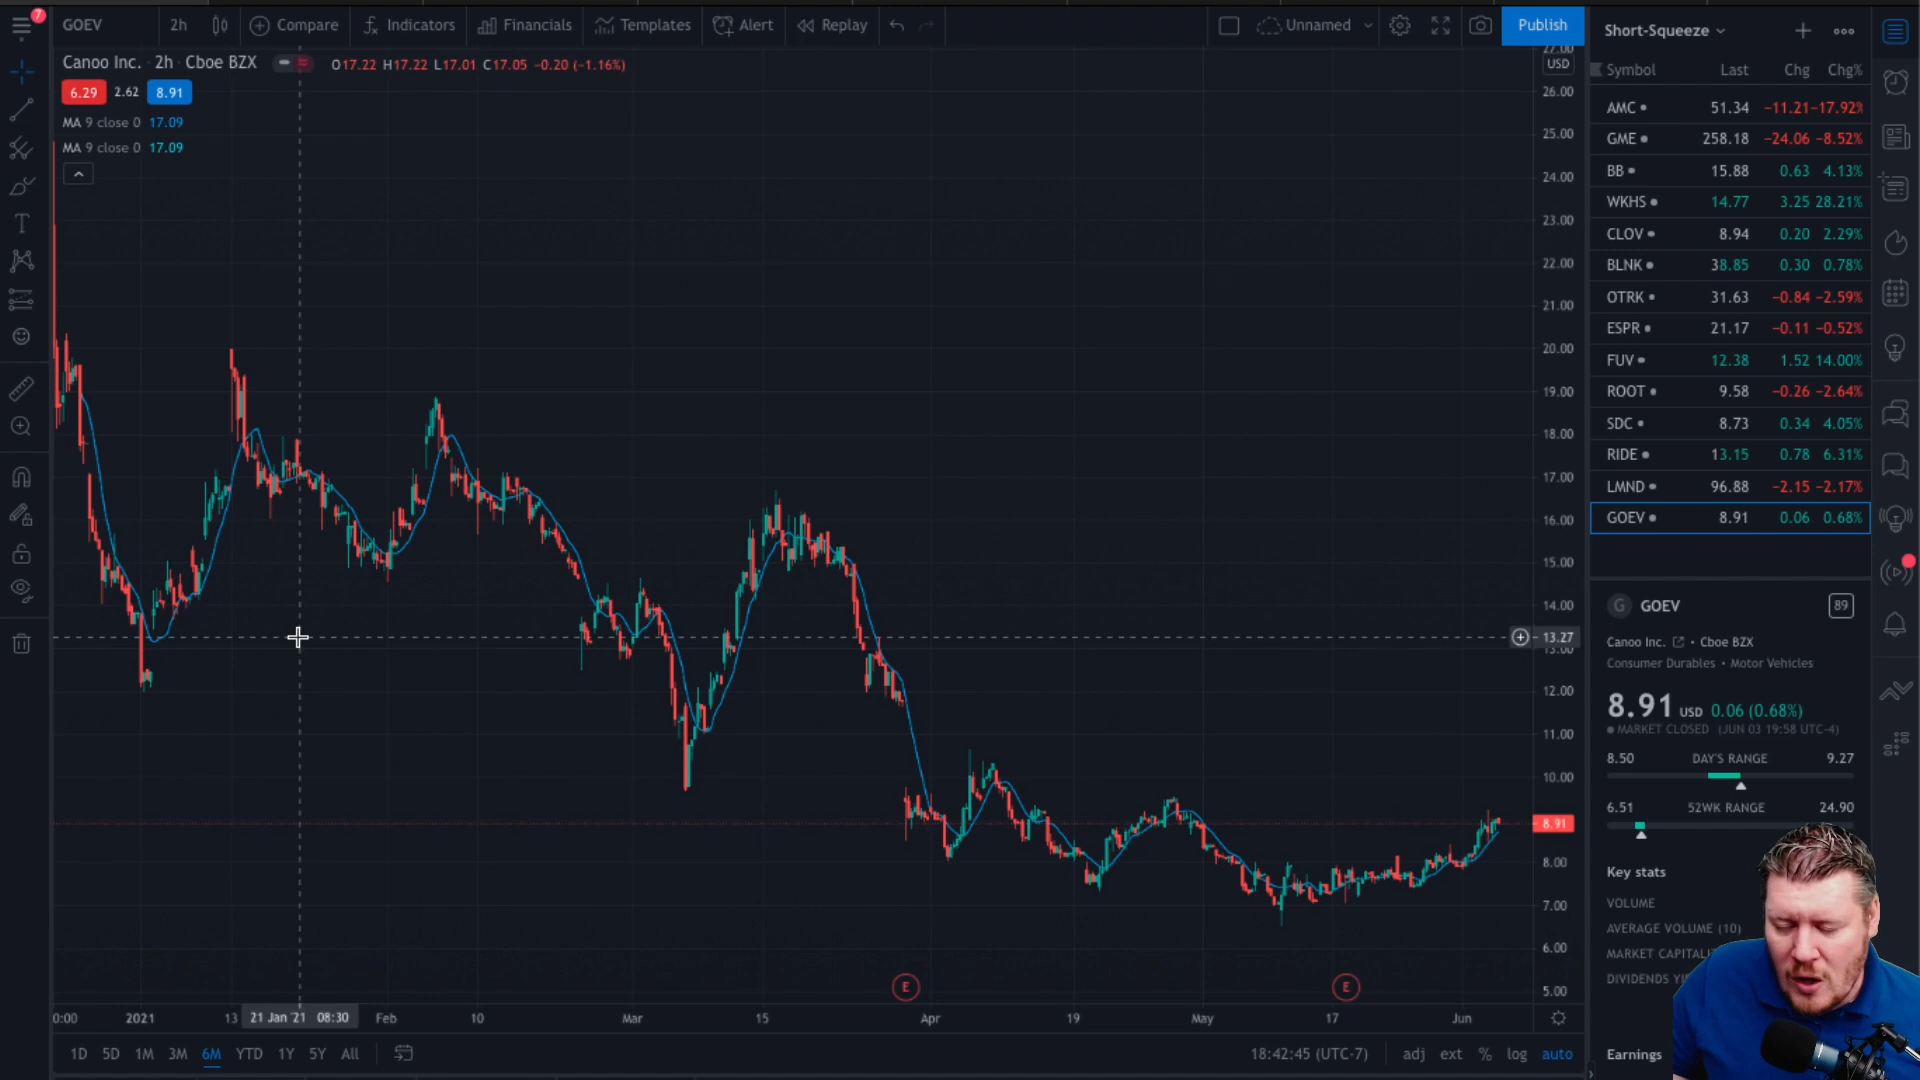 7
GOEV 2h Compare Indicators Financials Templates Alert Replay Unnamed Publish
Canoo Inc. · 2h · Cboe BZX O17.22 H17.22 L17.01 C17.05 −0.20 (−1.16%)
6.29 2.62 8.91
MA 9 close 0 17.09
MA 9 close 0 17.09
27.00
USD
26.00
25.00
24.00
23.00
22.00
21.00
20.00
19.00
18.00
17.00
16.00
15.00
14.00
13.27
13.00
12.00
11.00
10.00
8.91
8.00
7.00
6.00
5.00
E E
0:00 2021 13 21 Jan '21 08:30 Feb 10 Mar 15 Apr 19 May 17 Jun
1D 5D 1M 3M 6M YTD 1Y 5Y All 18:42:45 (UTC-7) adj ext % log auto
Short-Squeeze
Symbol Last Chg Chg%
AMC 51.34 −11.21 −17.92%
GME 258.18 −24.06 −8.52%
BB 15.88 0.63 4.13%
WKHS 14.77 3.25 28.21%
CLOV 8.94 0.20 2.29%
BLNK 38.85 0.30 0.78%
OTRK 31.63 −0.84 −2.59%
ESPR 21.17 −0.11 −0.52%
FUV 12.38 1.52 14.00%
ROOT 9.58 −0.26 −2.64%
SDC 8.73 0.34 4.05%
RIDE 13.15 0.78 6.31%
LMND 96.88 −2.15 −2.17%
GOEV 8.91 0.06 0.68%
G GOEV 89
Canoo Inc. • Cboe BZX
Consumer Durables • Motor Vehicles
8.91 USD 0.06 (0.68%)
MARKET CLOSED (JUN 03 19:58 UTC-4)
8.50 DAY'S RANGE 9.27
6.51 52WK RANGE 24.90
Key stats
VOLUME
AVERAGE VOLUME (10)
MARKET
DIVIDENDS
Earnings